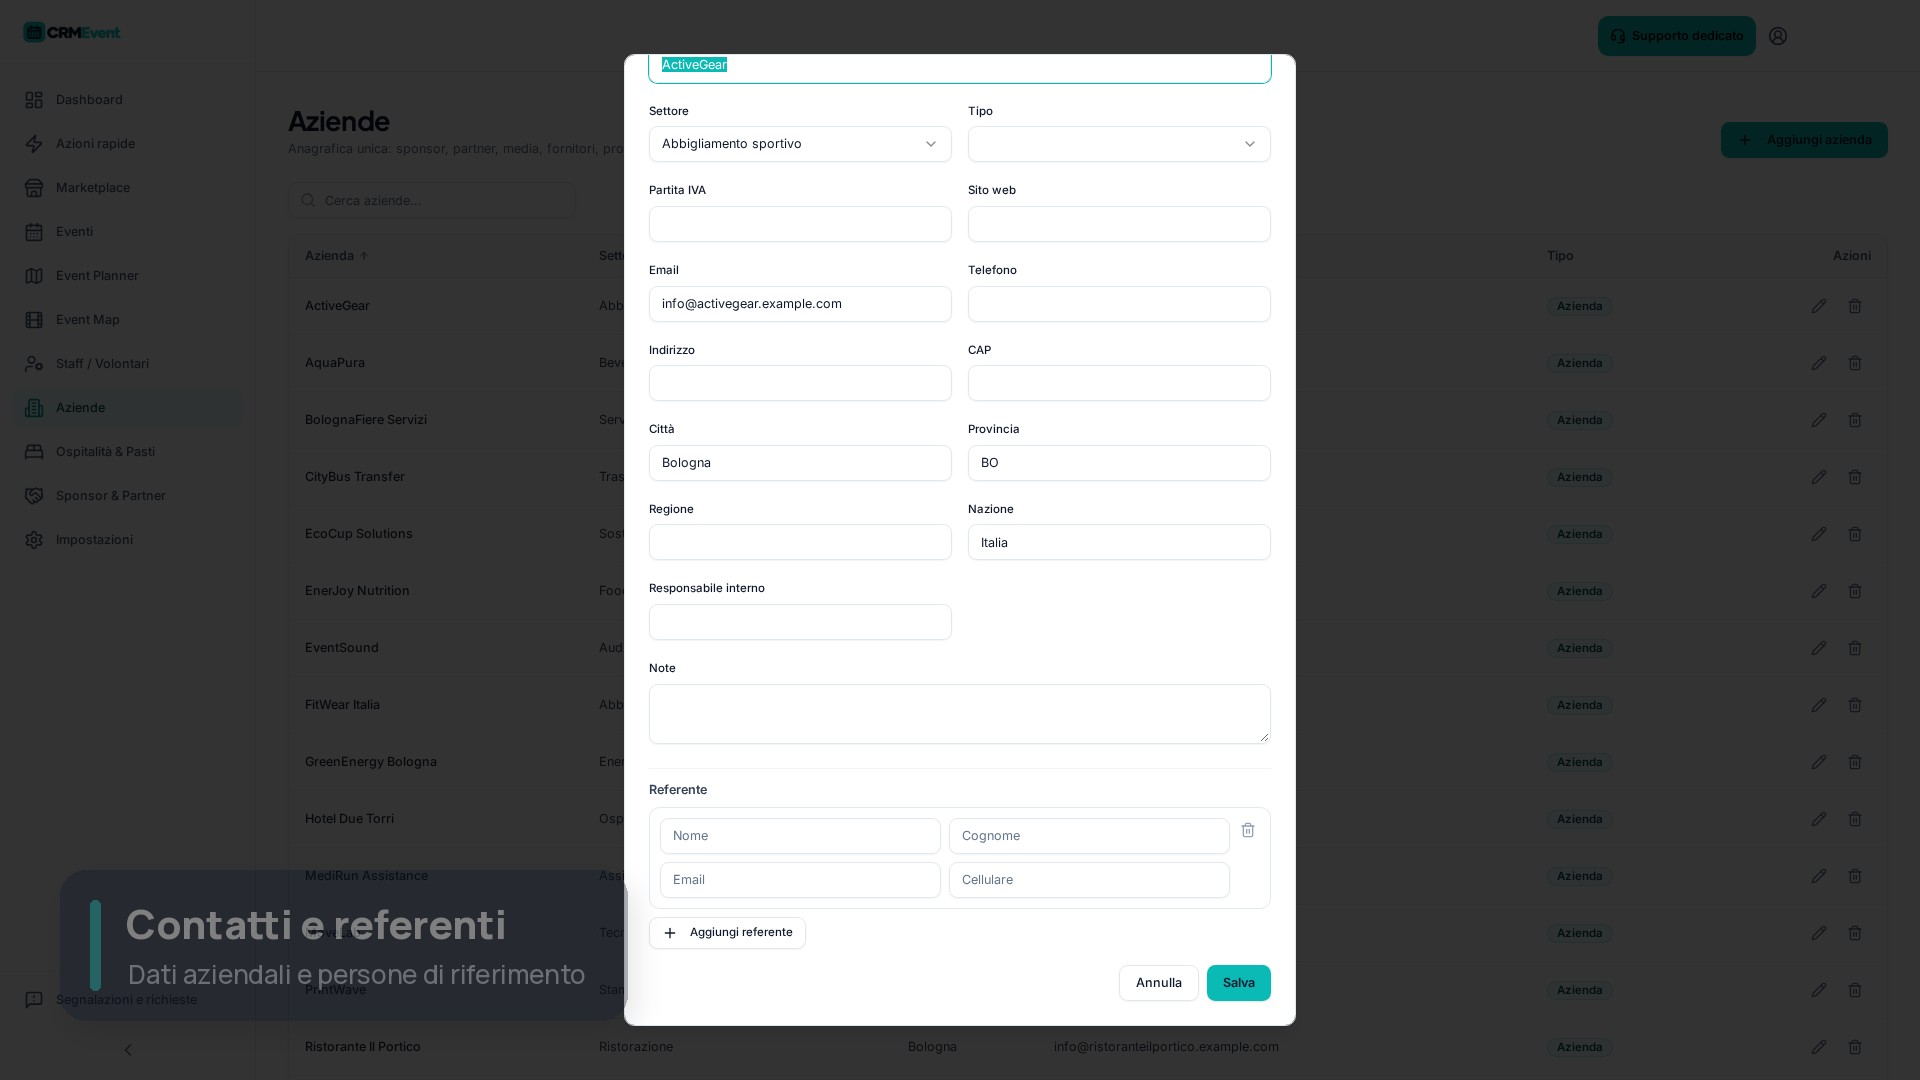 CRMEvent
Supporto dedicato
Dashboard
Azioni rapide
Marketplace
Eventi
Event Planner
Event Map
Staff / Volontari
Aziende
Ospitalità & Pasti
Sponsor & Partner
Impostazioni
Segnalazioni e richieste
Aziende
Anagrafica unica: sponsor, partner, media, fornitori, pro
Aggiungi azienda
Cerca aziende...
Azienda
Tipo
Azioni
ActiveGear
Azienda
AquaPura
Azienda
BolognaFiere Servizi
Azienda
CityBus Transfer
Azienda
EcoCup Solutions
Azienda
EnerJoy Nutrition
Azienda
EventSound
Azienda
FitWear Italia
Azienda
GreenEnergy Bologna
Azienda
Hotel Due Torri
Azienda
MediRun Assistance
Azienda
Azienda
PrintWave
Azienda
Ristorante Il Portico
Ristorazione
Bologna
info@ristoranteilportico.example.com
Azienda
ActiveGear
Settore
Tipo
Abbigliamento sportivo
Partita IVA
Sito web
Email
Telefono
info@activegear.example.com
Indirizzo
CAP
Città
Provincia
Bologna
BO
Regione
Nazione
Italia
Responsabile interno
Note
Referente
Nome
Cognome
Email
Cellulare
Aggiungi referente
Annulla
Salva
Contatti e referenti
Dati aziendali e persone di riferimento